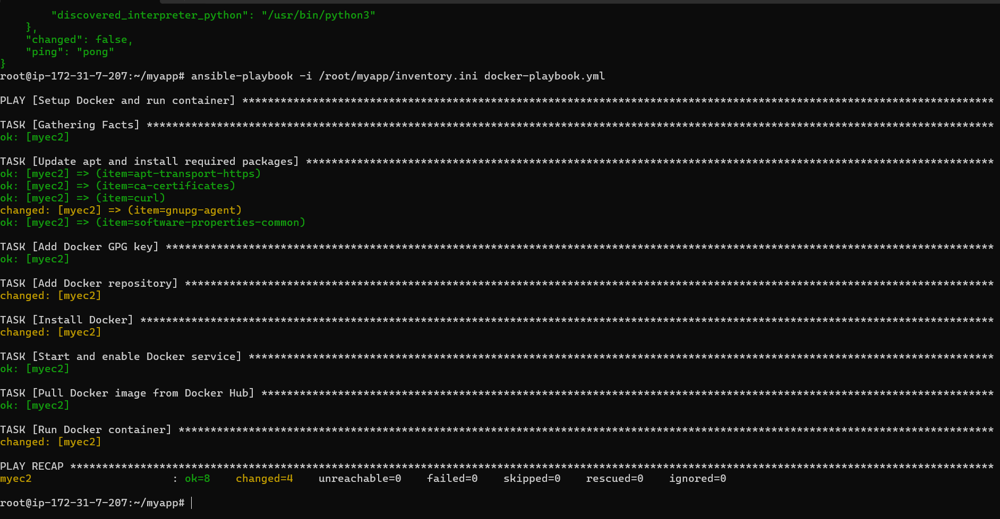 "discovered_interpreter_python": "/usr/bin/python3"
    },
    "changed": false,
    "ping": "pong"
}
root@ip-172-31-7-207:~/myapp# ansible-playbook -i /root/myapp/inventory.ini docker-playbook.yml

PLAY [Setup Docker and run container] **********************************************************************************************************************

TASK [Gathering Facts] *************************************************************************************************************************************
ok: [myec2]

TASK [Update apt and install required packages] ************************************************************************************************************
ok: [myec2] => (item=apt-transport-https)
ok: [myec2] => (item=ca-certificates)
ok: [myec2] => (item=curl)
changed: [myec2] => (item=gnupg-agent)
ok: [myec2] => (item=software-properties-common)

TASK [Add Docker GPG key] **********************************************************************************************************************************
ok: [myec2]

TASK [Add Docker repository] *******************************************************************************************************************************
changed: [myec2]

TASK [Install Docker] **************************************************************************************************************************************
changed: [myec2]

TASK [Start and enable Docker service] *********************************************************************************************************************
ok: [myec2]

TASK [Pull Docker image from Docker Hub] *******************************************************************************************************************
ok: [myec2]

TASK [Run Docker container] ********************************************************************************************************************************
changed: [myec2]

PLAY RECAP *************************************************************************************************************************************************
myec2                      : ok=8    changed=4    unreachable=0    failed=0    skipped=0    rescued=0    ignored=0

root@ip-172-31-7-207:~/myapp#